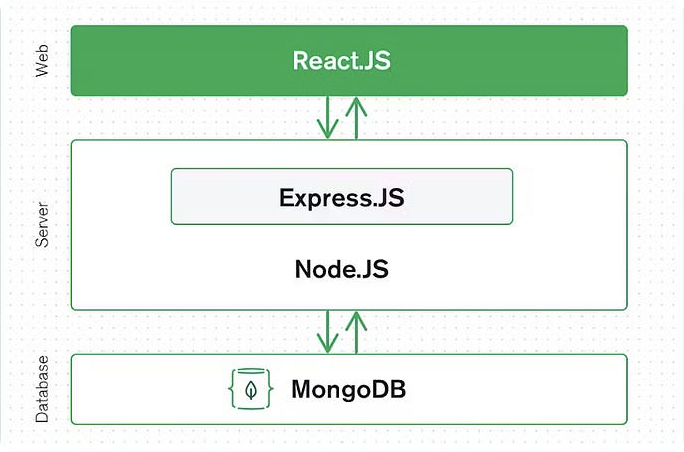 Web
React.JS
Server
Express.JS
Node.JS
Database
MongoDB